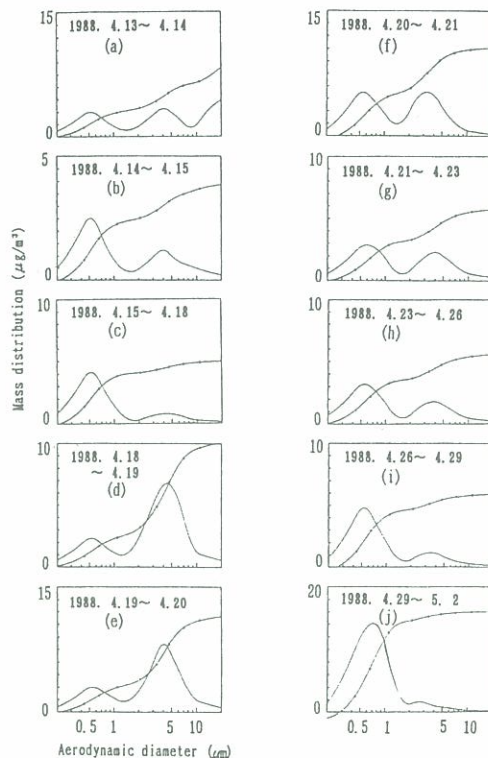 15
1988. 4.13～ 4.14
(a)
0
5
1988. 4.14～ 4.15
(b)
0
10
1988. 4.15～ 4.18
(c)
0
10
1988. 4.18
～ 4.19
(d)
0
15
1988. 4.19～ 4.20
(e)
0
0.5 1 5 10
Aerodynamic diameter (μm)
Mass distribution (μg/m³)
15
1988. 4.20～ 4.21
(f)
0
10
1988. 4.21～ 4.23
(g)
0
10
1988. 4.23～ 4.26
(h)
0
10
1988. 4.26～ 4.29
(i)
0
20
1988. 4.29～ 5. 2
(j)
0
0.5 1 5 10